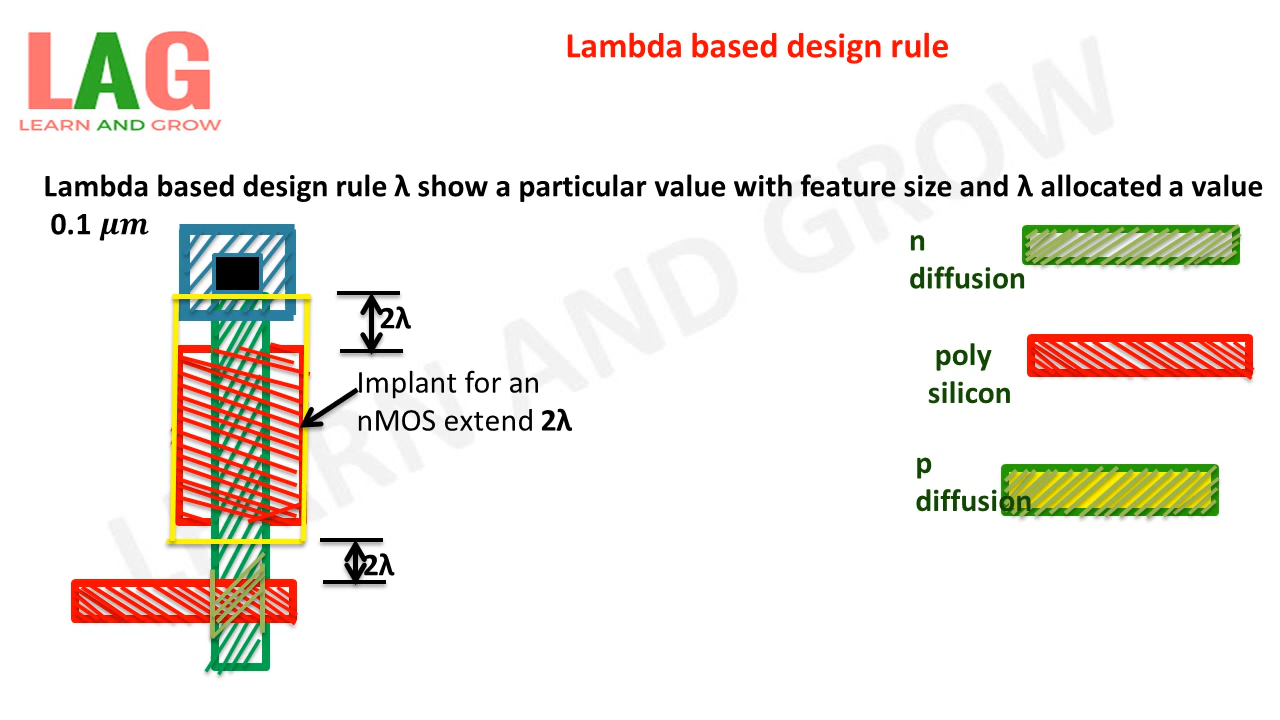 LAG
LEARN AND GROW
Lambda based design rule
Lambda based design rule λ show a particular value with feature size and λ allocated a value
0.1 μm
2λ
Implant for an
nMOS extend 2λ
2λ
n
diffusion
poly
silicon
p
diffusion
LEARN AND GROW